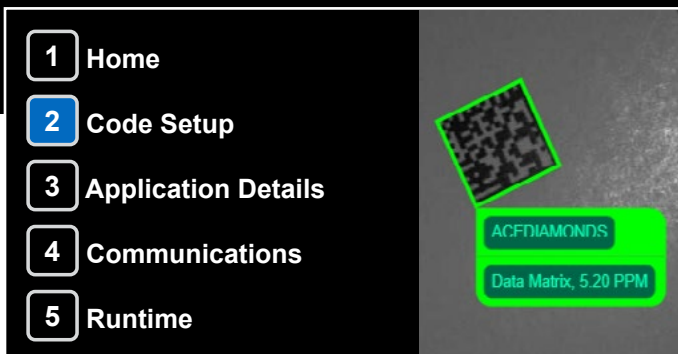 1 Home
2 Code Setup
3 Application Details
4 Communications
5 Runtime
ACEDIAMONDS
Data Matrix, 5.20 PPM